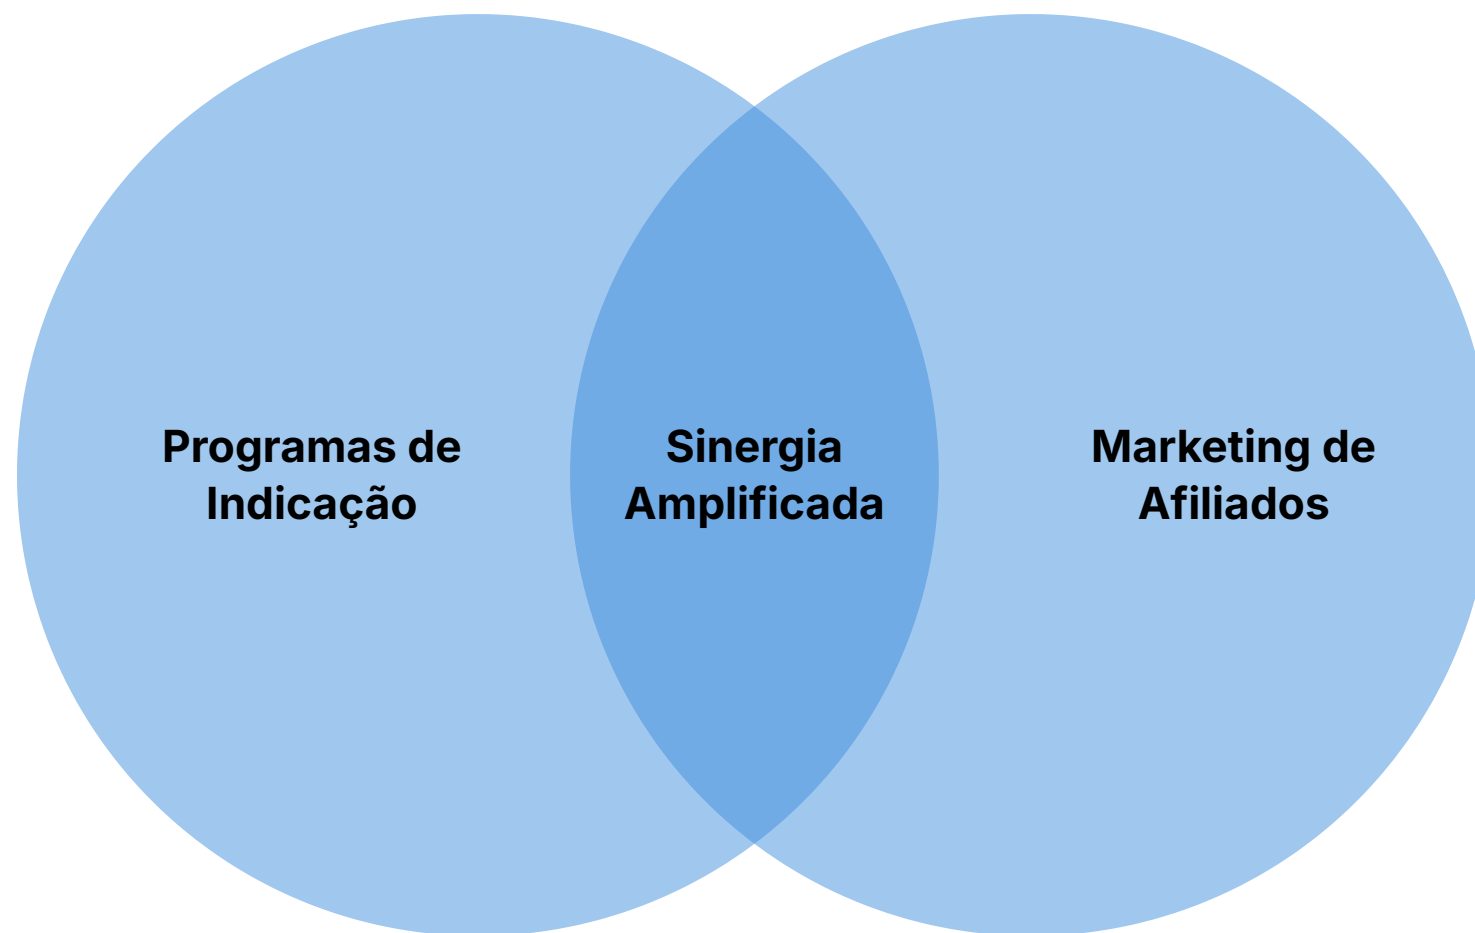 Programas de
Indicação
Sinergia
Amplificada
Marketing de
Afiliados